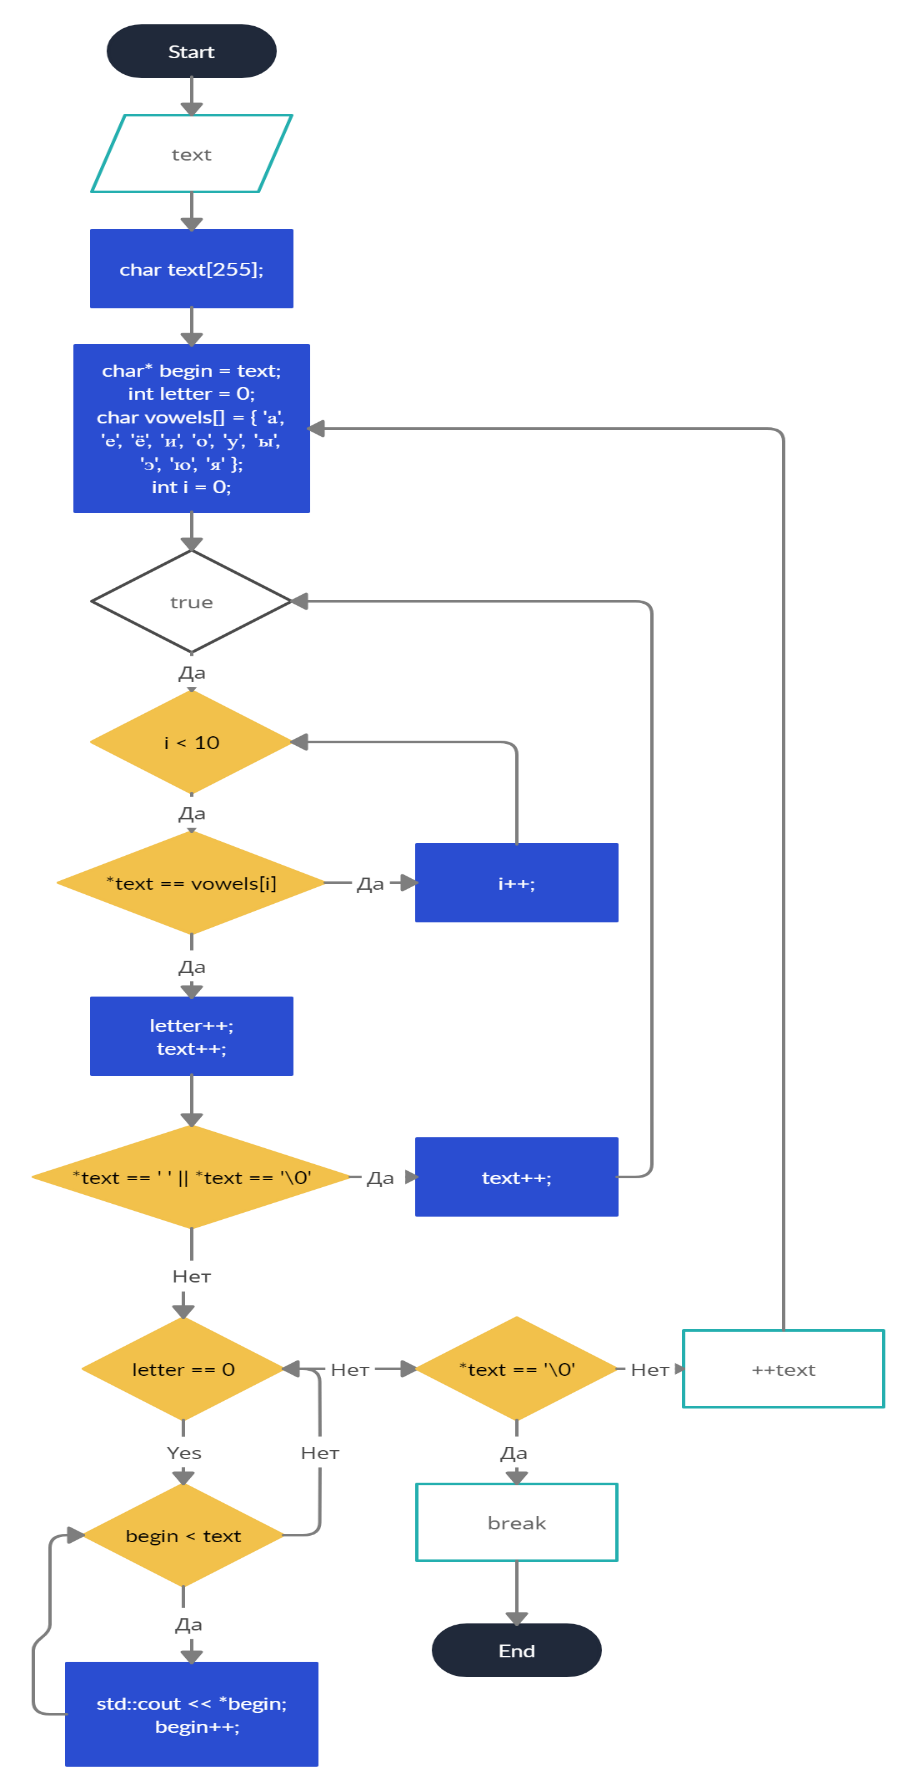 Start
text
char text[255];
char* begin = text;
int letter = 0;
char vowels[] = { 'а',
'е', 'ё', 'и', 'о', 'у', 'ы',
'э', 'ю', 'я' };
int i = 0;
true
Да
i < 10
Да
*text == vowels[i]
Да
i++;
Да
letter++;
text++;
*text == ' ' || *text == '\0'
Да
text++;
Нет
letter == 0
Нет
*text == '\0'
Нет
++text
Yes
Нет
Да
begin < text
break
Да
End
std::cout << *begin;
begin++;